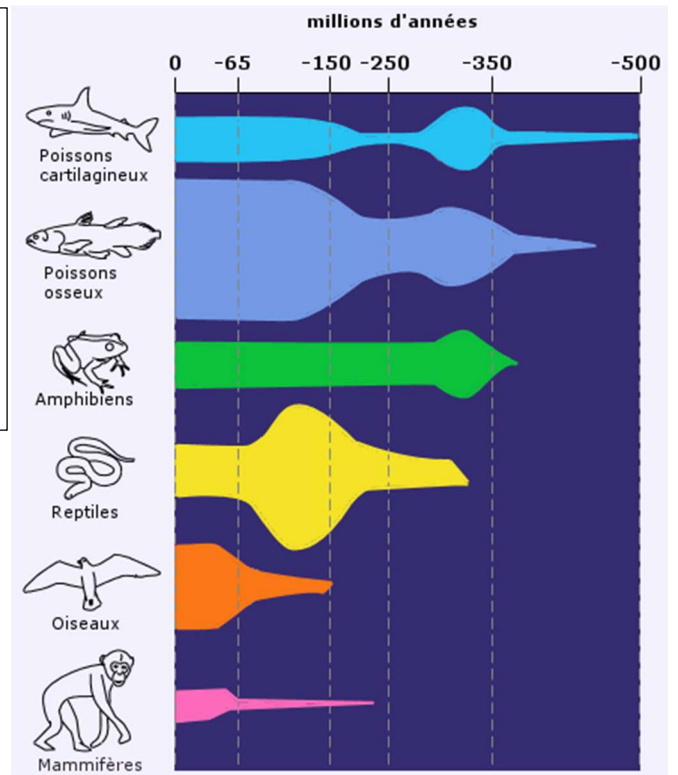 millions d'années
0 -65 -150 -250 -350 -500
Poissons
cartilagineux
Poissons
osseux
Amphibiens
Reptiles
Oiseaux
Mammifères